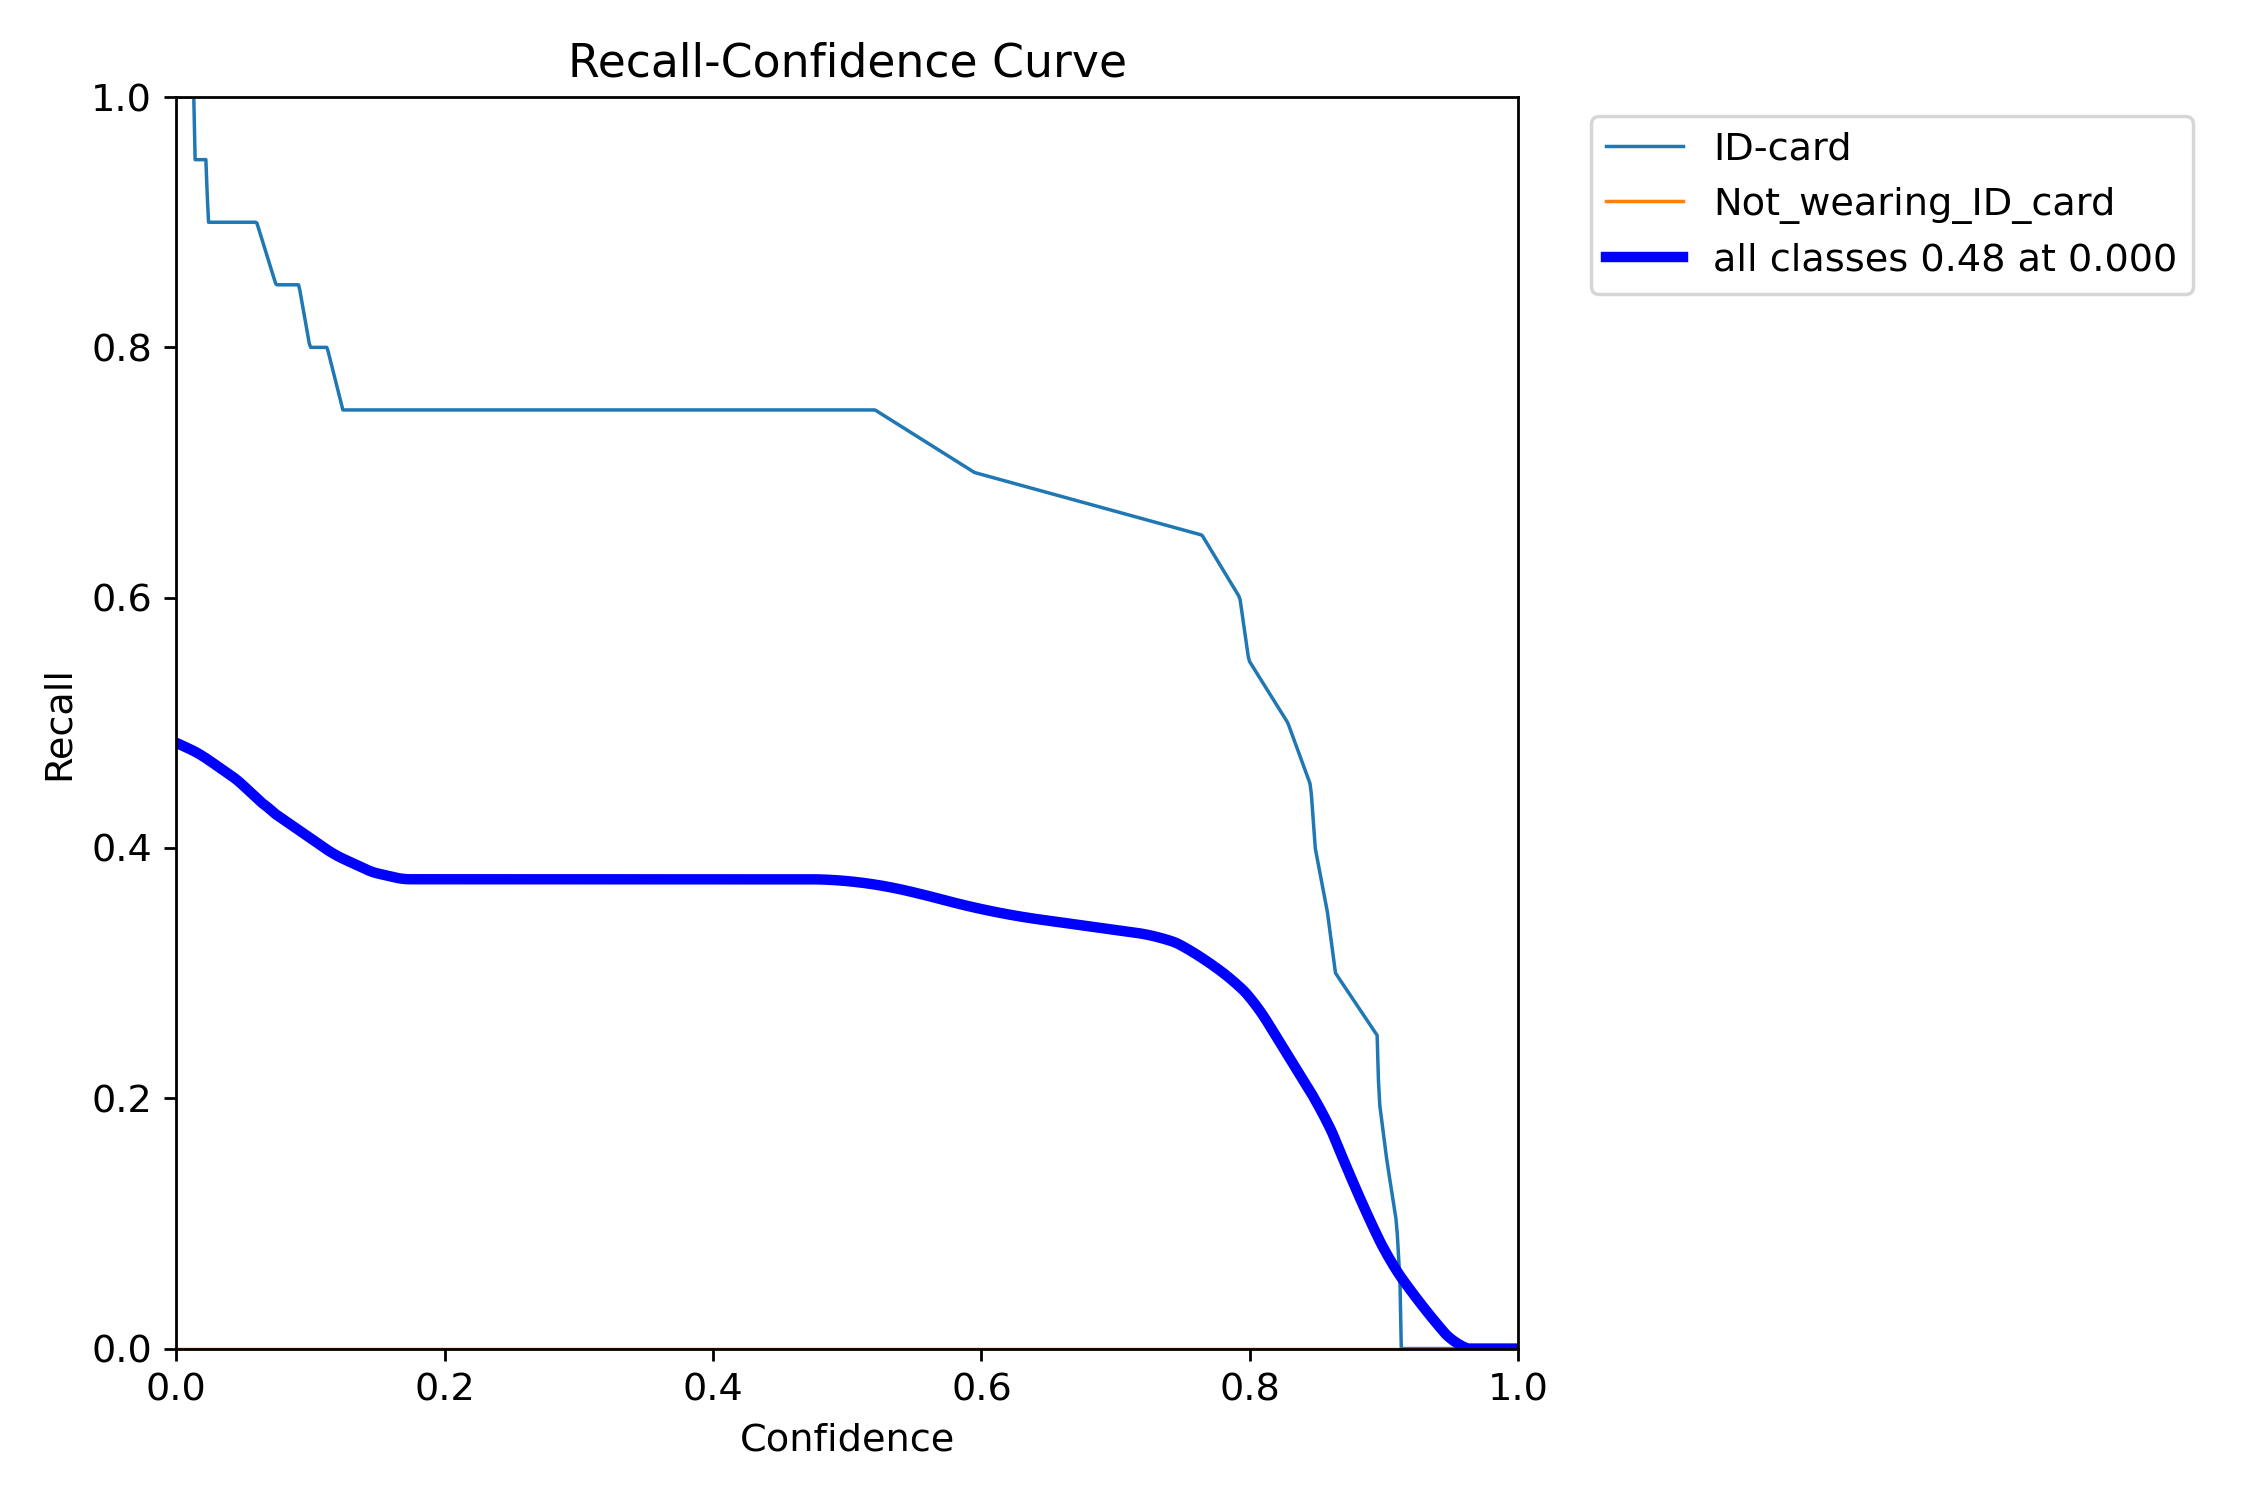 Recall-Confidence Curve
1.0
0.8
0.6
0.4
0.2
0.0
Recall
0.0 0.2 0.4 0.6 0.8 1.0
Confidence
ID-card
Not_wearing_ID_card
all classes 0.48 at 0.000